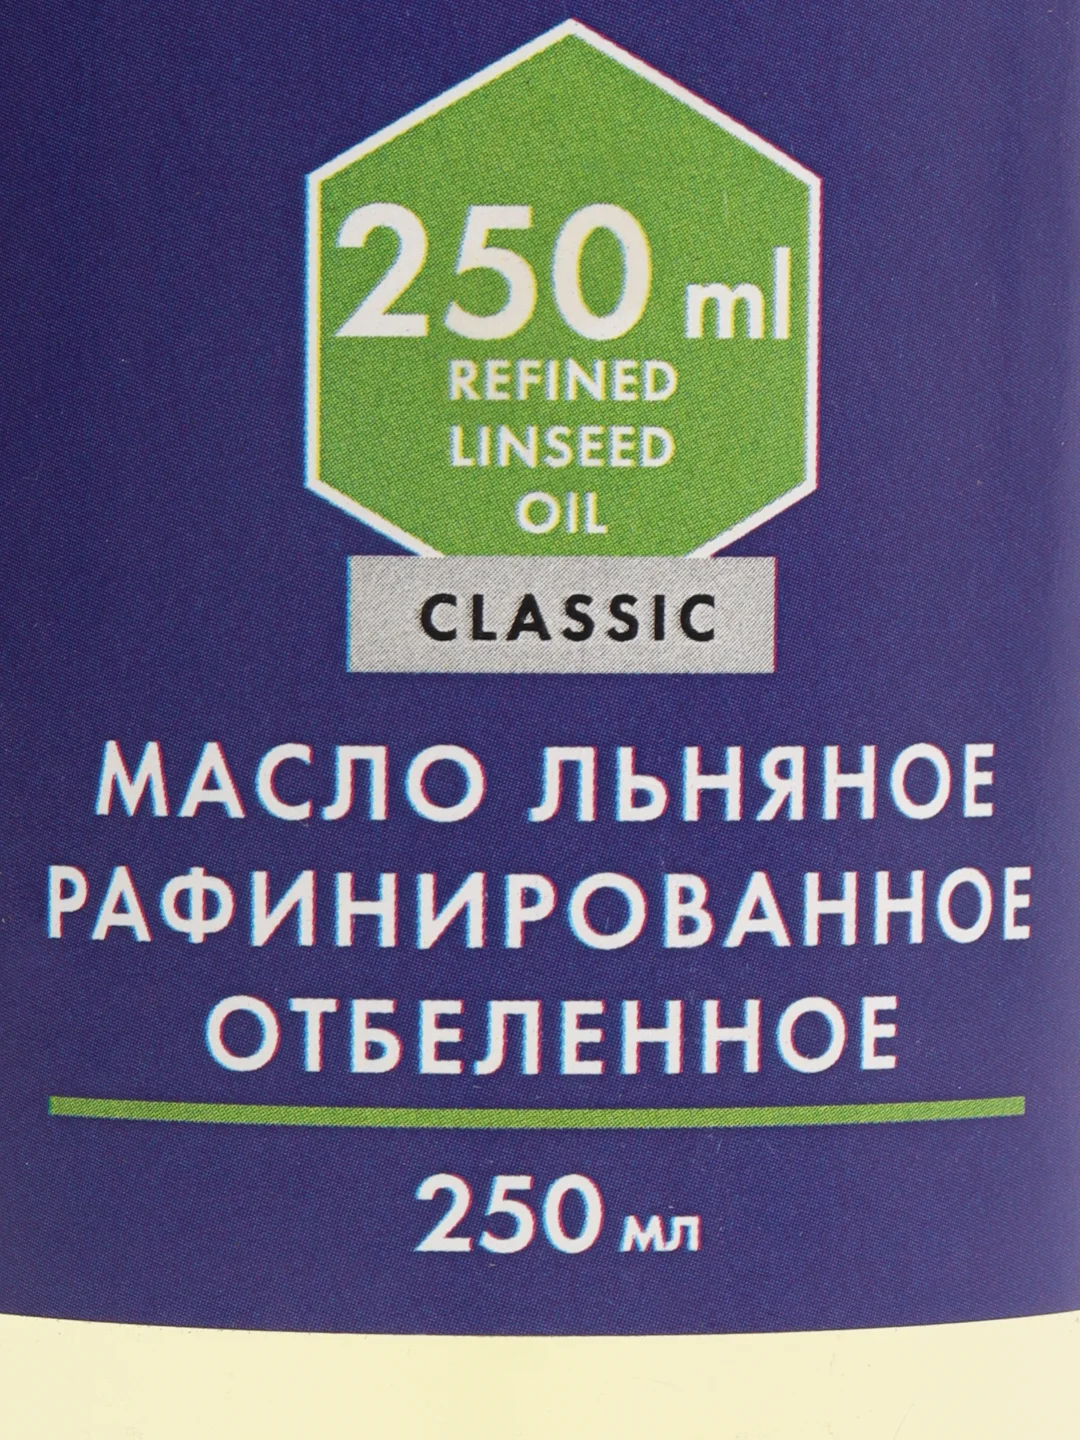 250 ml
REFINED
LINSEED
OIL
CLASSIC
МАСЛО ЛЬНЯНОЕ
РАФИНИРОВАННОЕ
ОТБЕЛЕННОЕ
250 мл